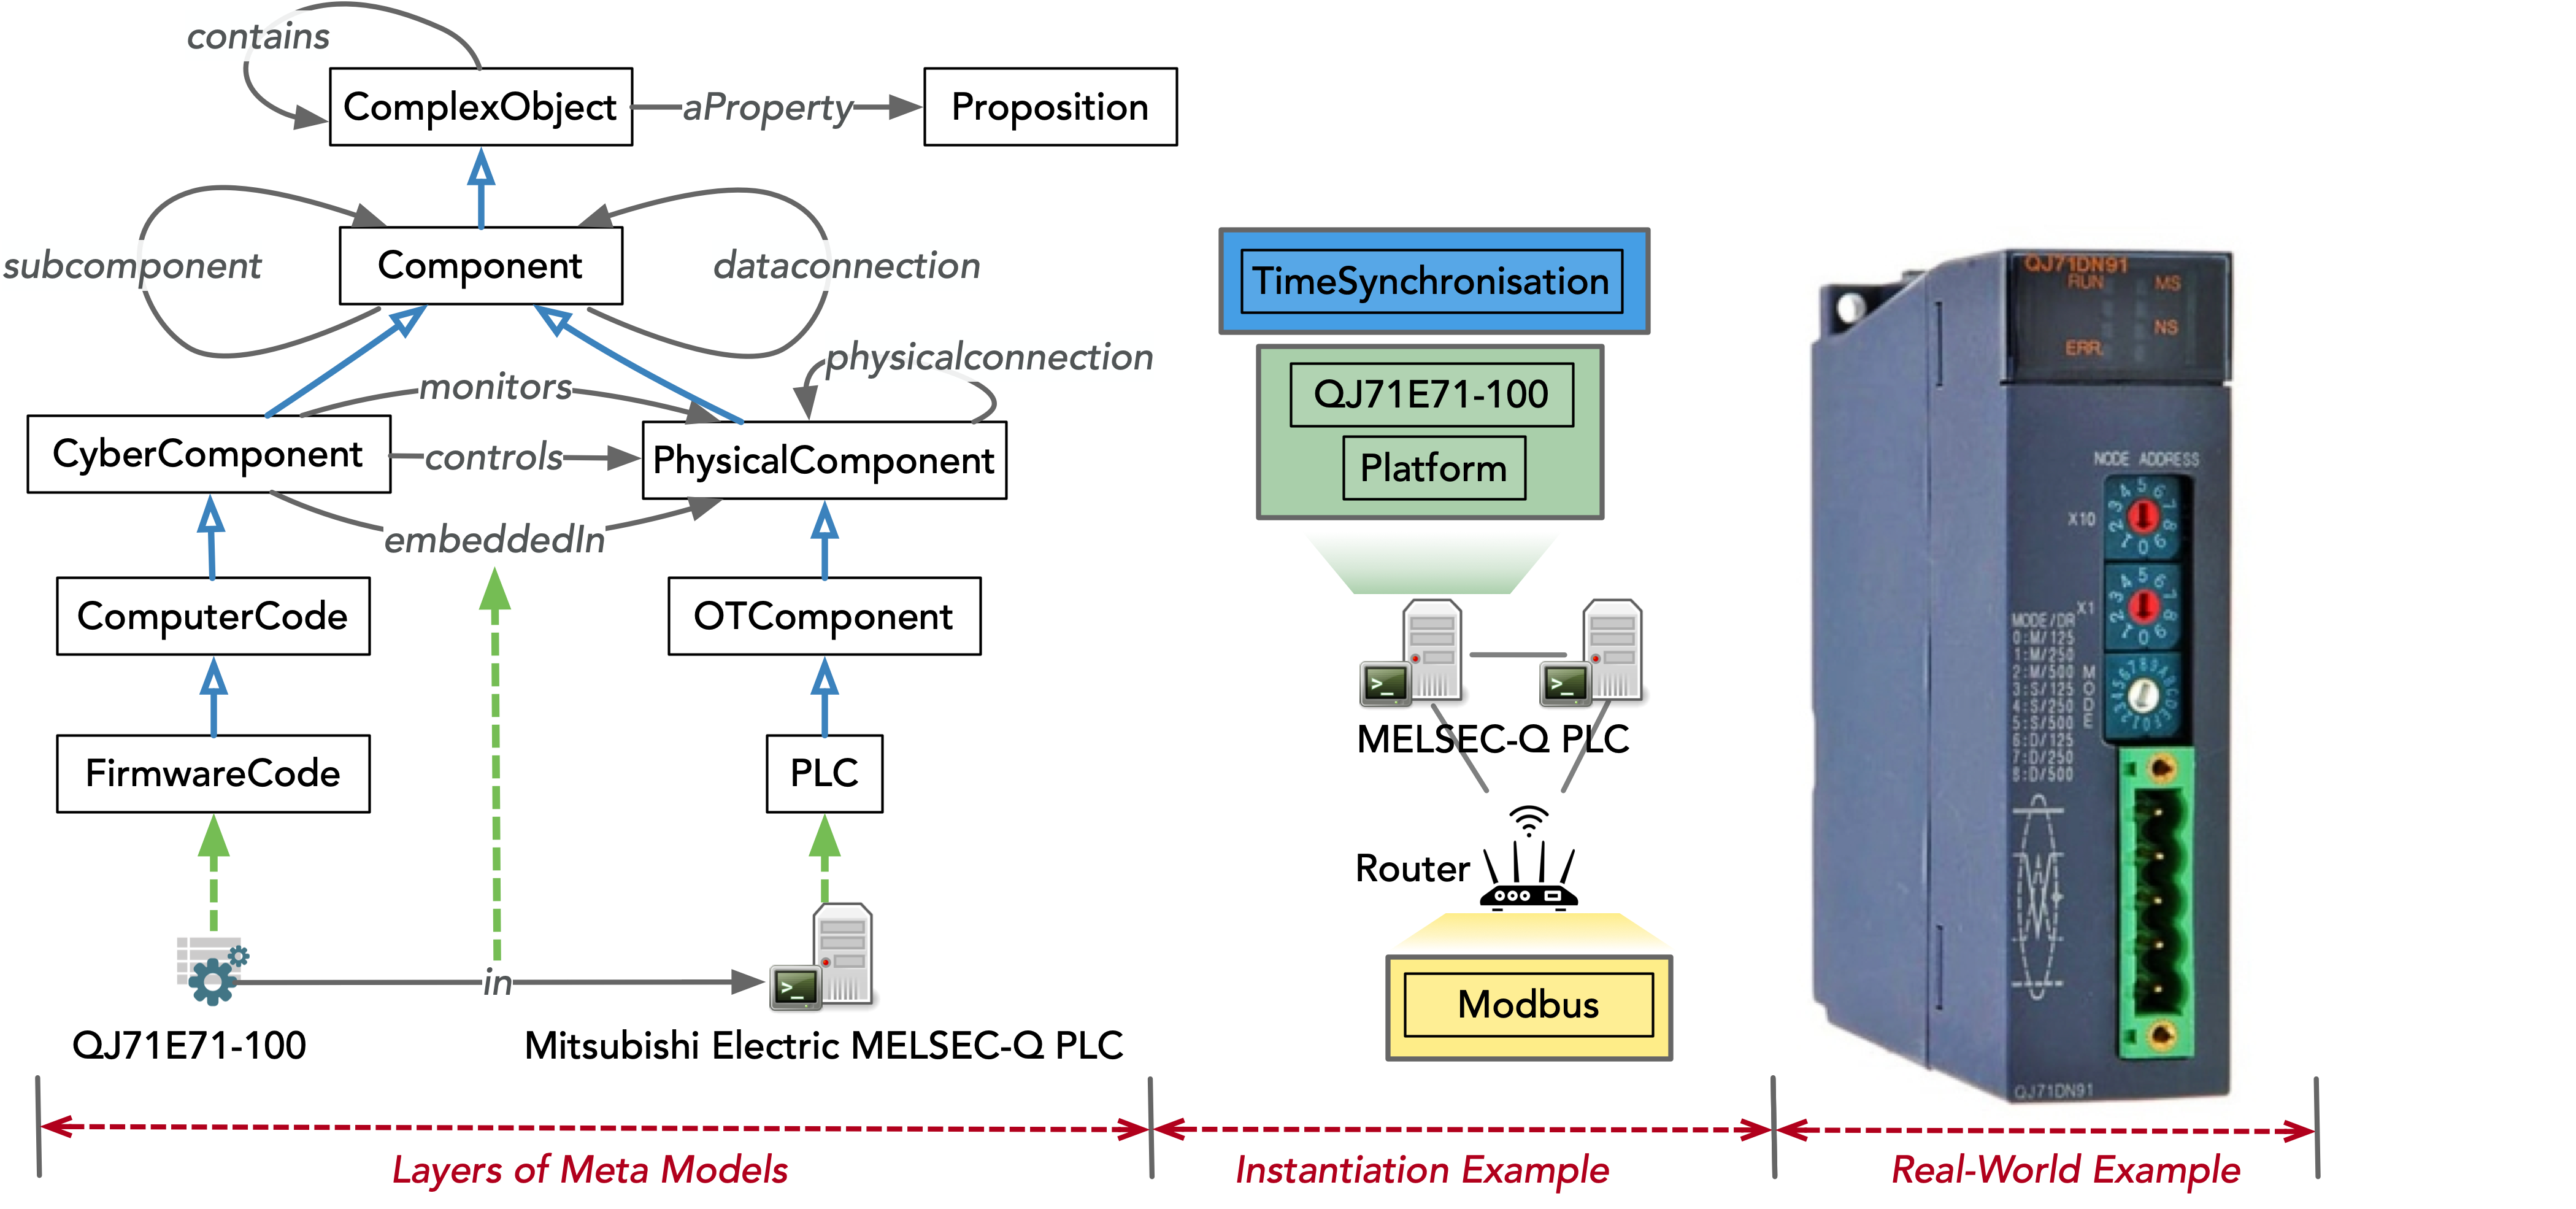 contains
ComplexObject
aProperty
Proposition
subcomponent
Component
dataconnection
physicalconnection
monitors
CyberComponent
controls
PhysicalComponent
embeddedIn
ComputerCode
OTComponent
FirmwareCode
PLC
in
>_
QJ71E71-100
Mitsubishi Electric MELSEC-Q PLC
Layers of Meta Models
TimeSynchronisation
QJ71E71-100
Platform
>_
>_
MELSEC-Q PLC
Router
Modbus
Instantiation Example
QJ71DN91
RUN MS
NS
ERR.
NODE ADDRESS
X10
X1
MODE/DR
0:M/125
1:M/250
2:M/500
3:S/125
4:S/250
5:S/500
6:D/125
7:D/250
8:D/500
MODE
QJ71DN91
Real-World Example